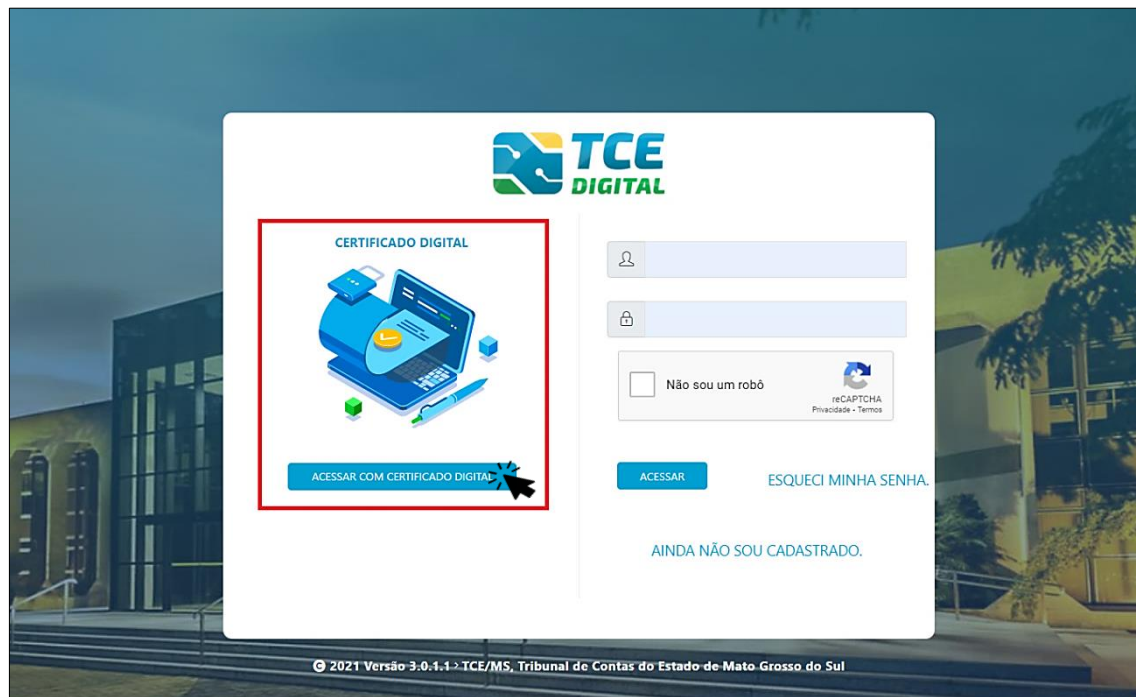 TCE
DIGITAL
CERTIFICADO DIGITAL
ACESSAR COM CERTIFICADO DIGITAL
Não sou um robô
reCAPTCHA
Privacidade - Termos
ACESSAR
ESQUECI MINHA SENHA.
AINDA NÃO SOU CADASTRADO.
© 2021 Versão 3.0.1.1 > TCE/MS, Tribunal de Contas do Estado de Mato Grosso do Sul